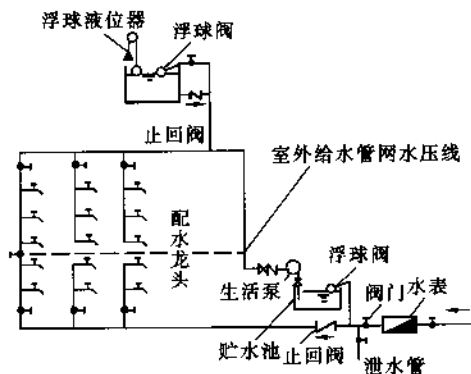 浮球液位器
浮球阀
止回阀
室外给水管网水压线
配水龙头
浮球阀
生活泵
阀门
水表
贮水池
止回阀
泄水管